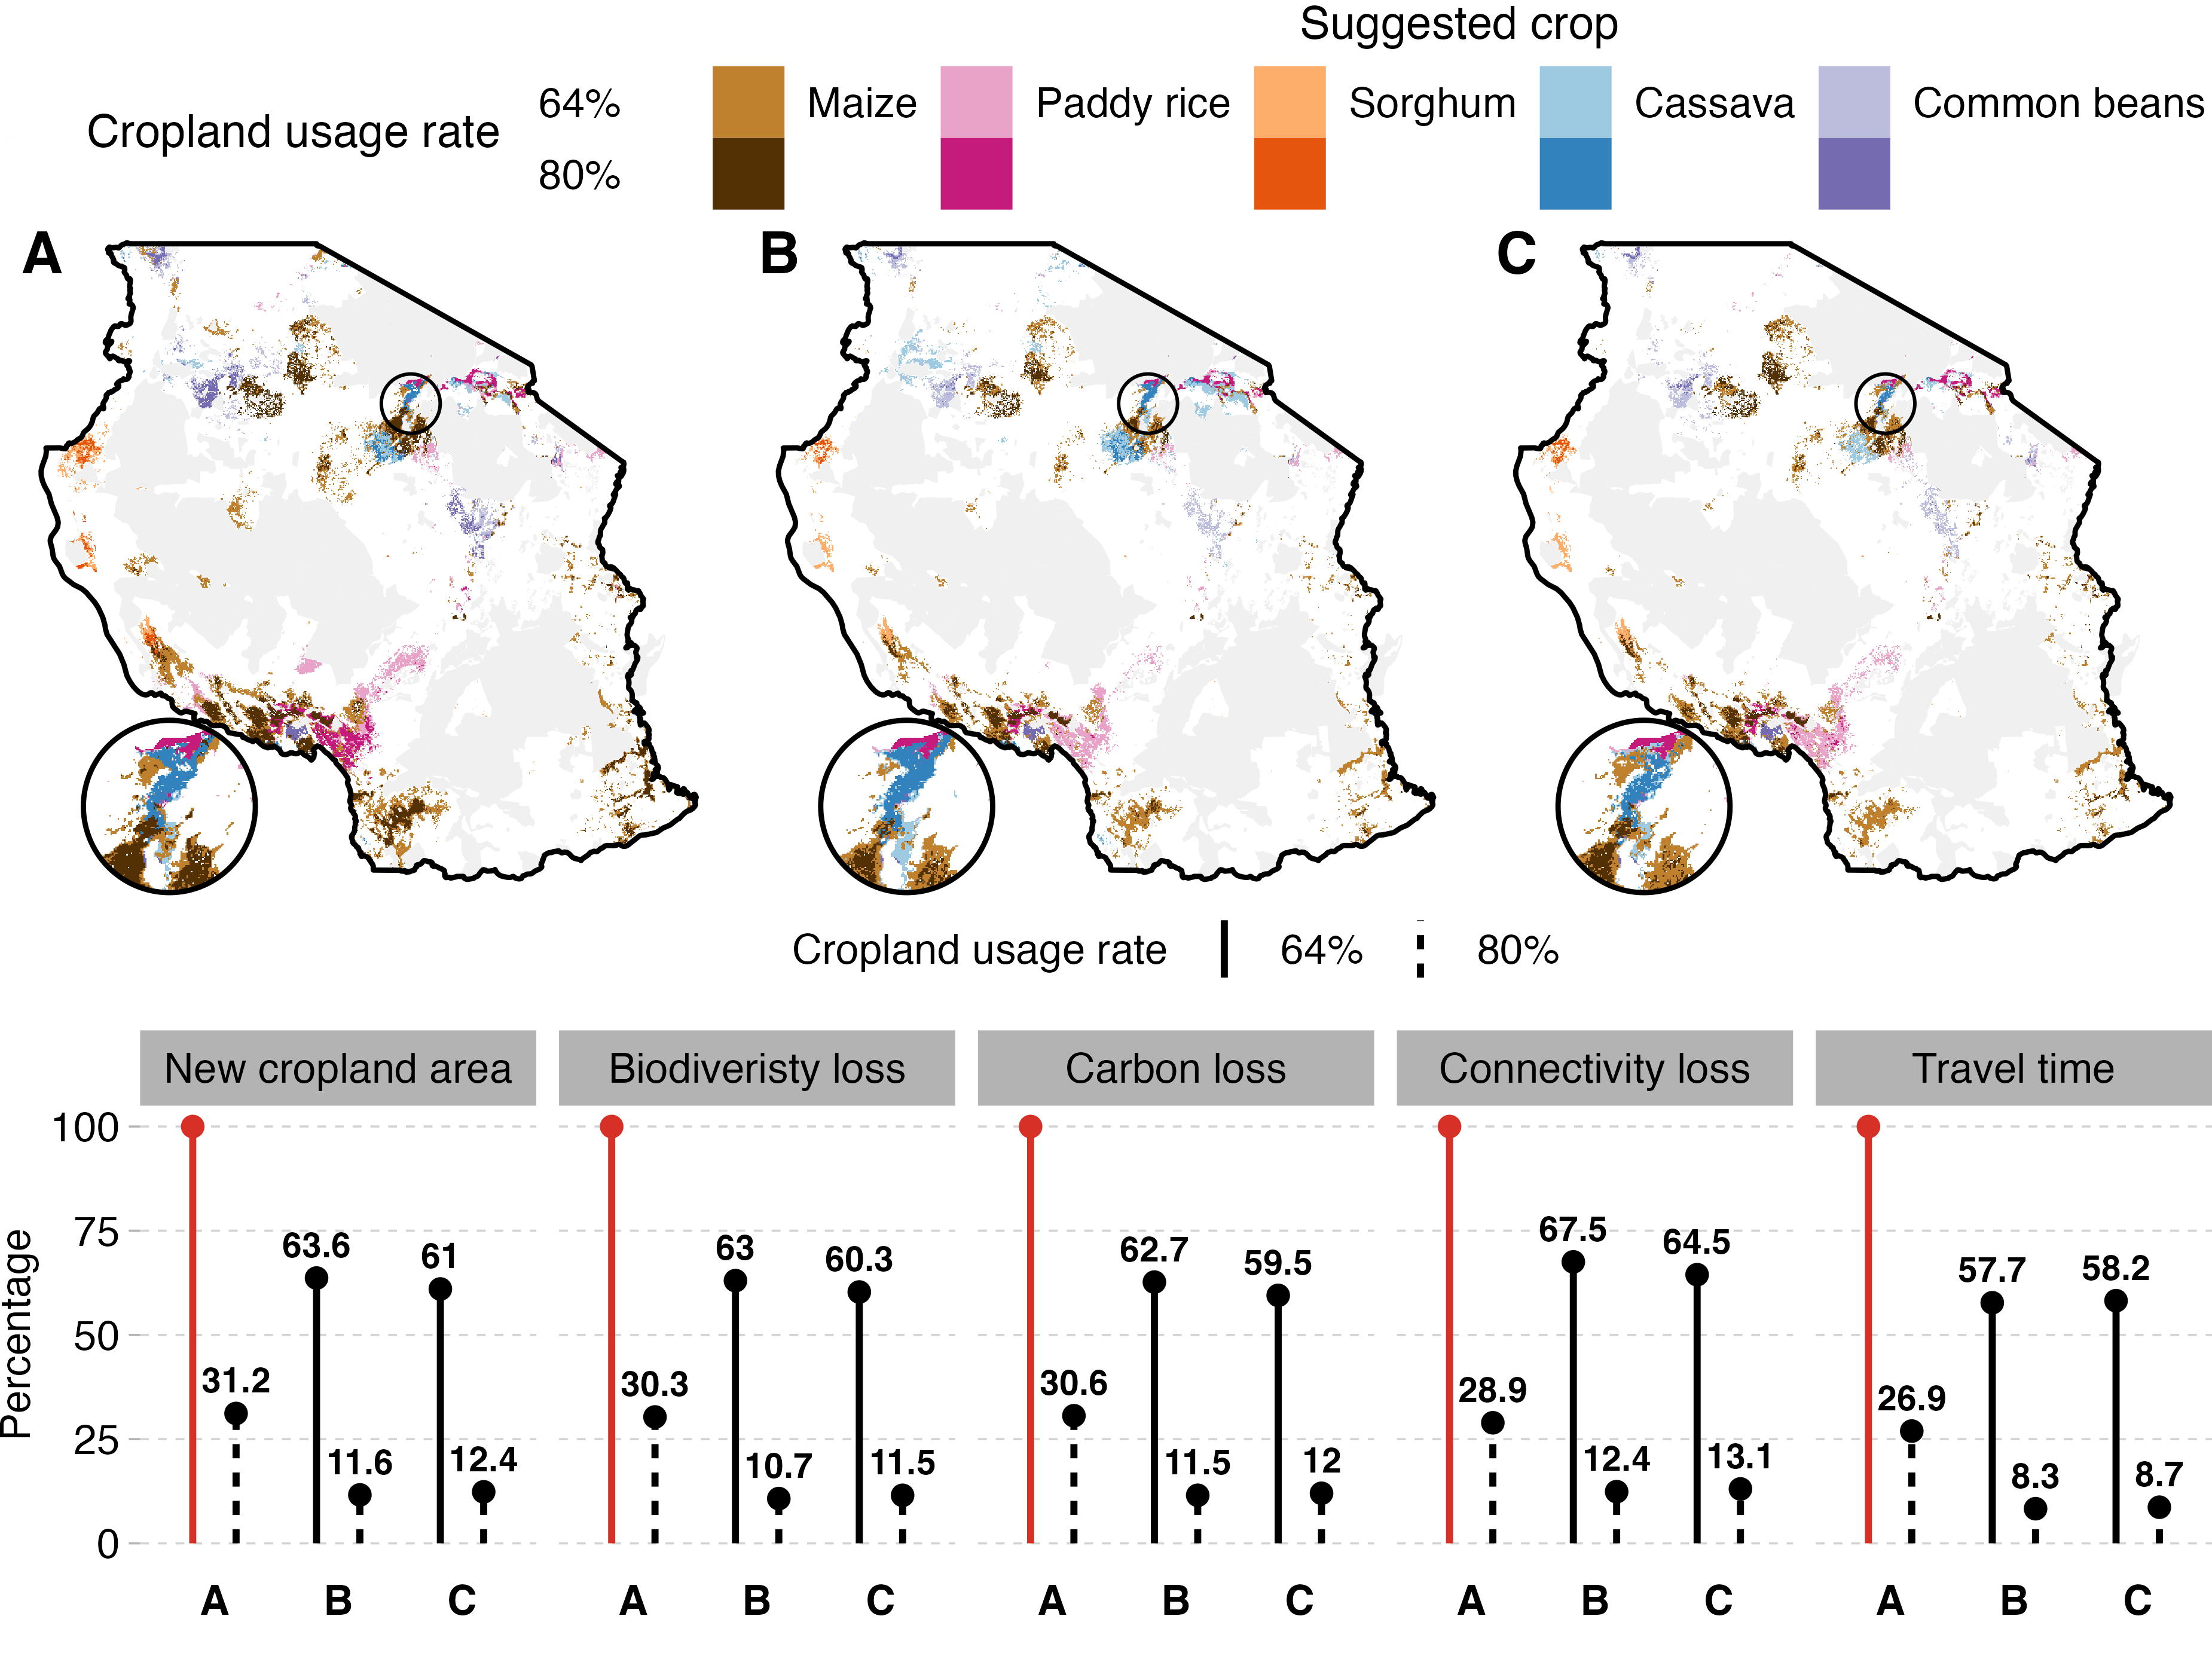 Suggested crop
Cropland usage rate
64%
80%
Maize
Paddy rice
Sorghum
Cassava
Common beans
A
B
C
Cropland usage rate 64% 80%
New cropland area
Biodiveristy loss
Carbon loss
Connectivity loss
Travel time
Percentage
100
75
50
25
0
31.2
63.6
11.6
61
12.4
A B C
30.3
63
10.7
60.3
11.5
A B C
30.6
62.7
11.5
59.5
12
A B C
28.9
67.5
12.4
64.5
13.1
A B C
26.9
57.7
8.3
58.2
8.7
A B C